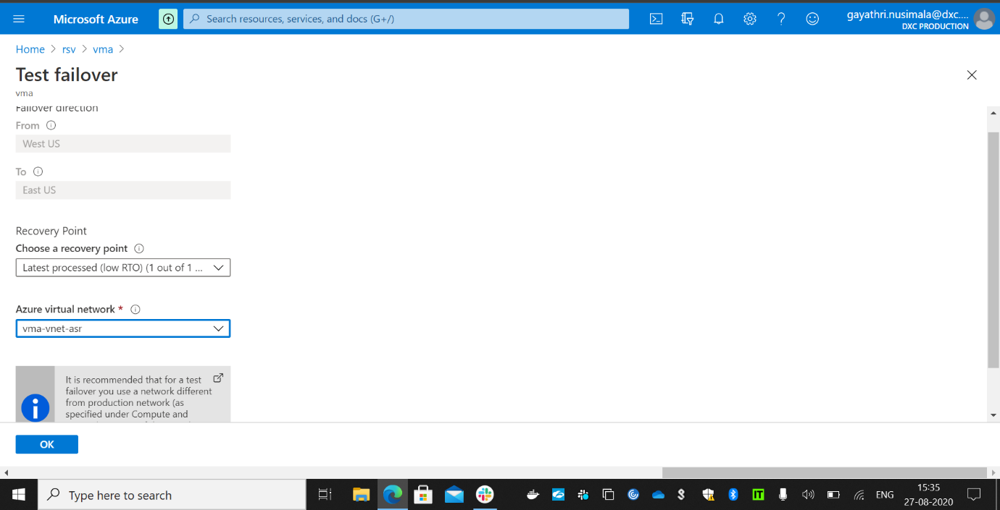 Microsoft Azure
Search resources, services, and docs (G+/)
gayathri.nusimala@dxc....
DXC PRODUCTION
Home > rsv > vma >
Test failover
vma
Failover direction
From
West US
To
East US
Recovery Point
Choose a recovery point
Latest processed (low RTO) (1 out of 1 ...
Azure virtual network *
vma-vnet-asr
It is recommended that for a test
failover you use a network different
from production network (as
specified under Compute and
OK
Type here to search
ENG
15:35
27-08-2020